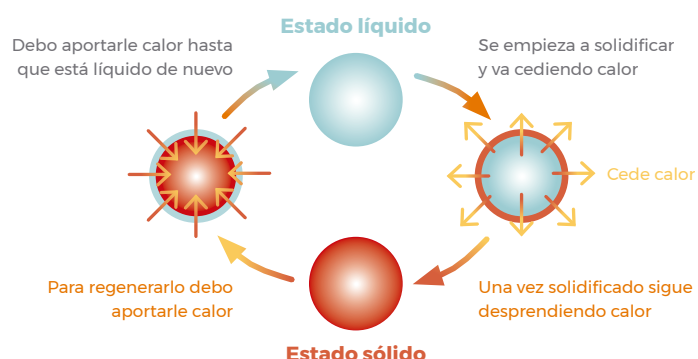 Estado líquido
Debo aportarle calor hasta
que está líquido de nuevo
Se empieza a solidificar
y va cediendo calor
Cede calor
Para regenerarlo debo
aportarle calor
Una vez solidificado sigue
desprendiendo calor
Estado sólido